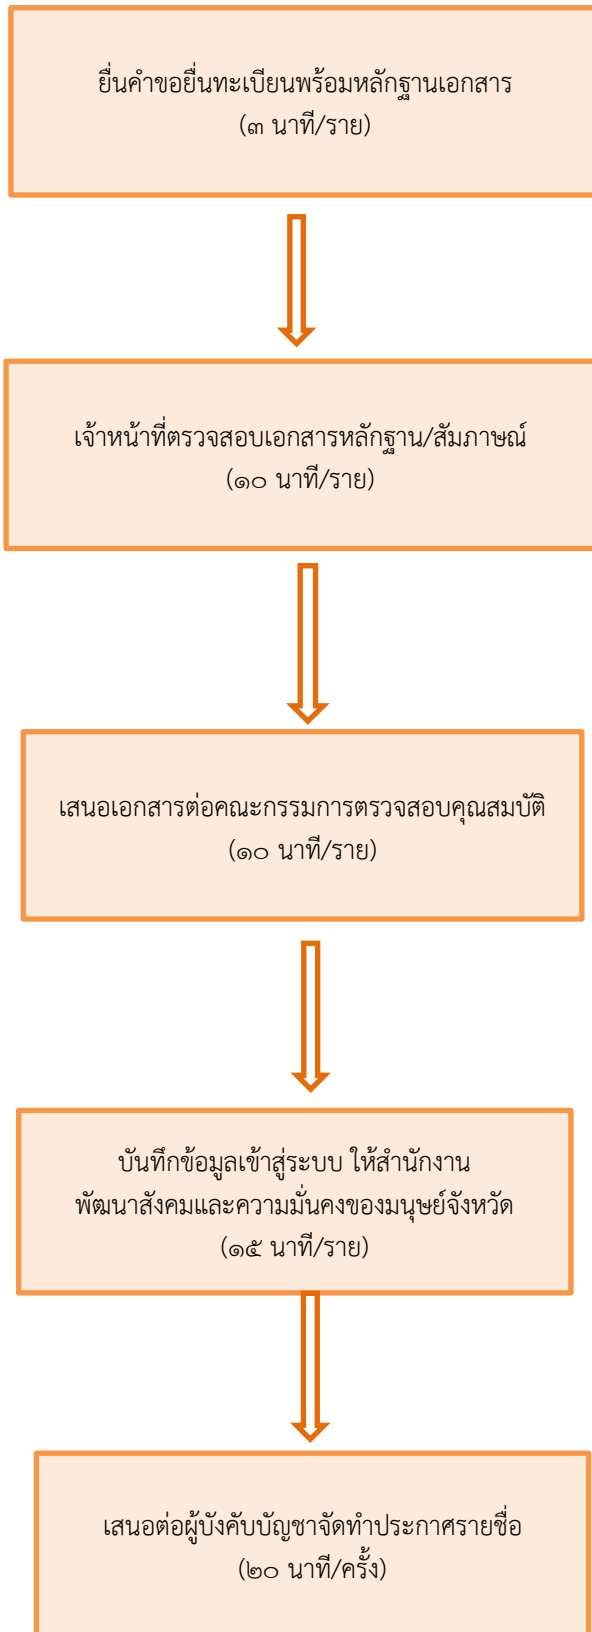 ยื่นคำขอยื่นทะเบียนพร้อมหลักฐานเอกสาร
(๓ นาที/ราย)
เจ้าหน้าที่ตรวจสอบเอกสารหลักฐาน/สัมภาษณ์
(๑๐ นาที/ราย)
เสนอเอกสารต่อคณะกรรมการตรวจสอบคุณสมบัติ
(๑๐ นาที/ราย)
บันทึกข้อมูลเข้าสู่ระบบ ให้สำนักงาน
พัฒนาสังคมและความมั่นคงของมนุษย์จังหวัด
(๑๕ นาที/ราย)
เสนอต่อผู้บังคับบัญชาจัดทำประกาศรายชื่อ
(๒๐ นาที/ครั้ง)